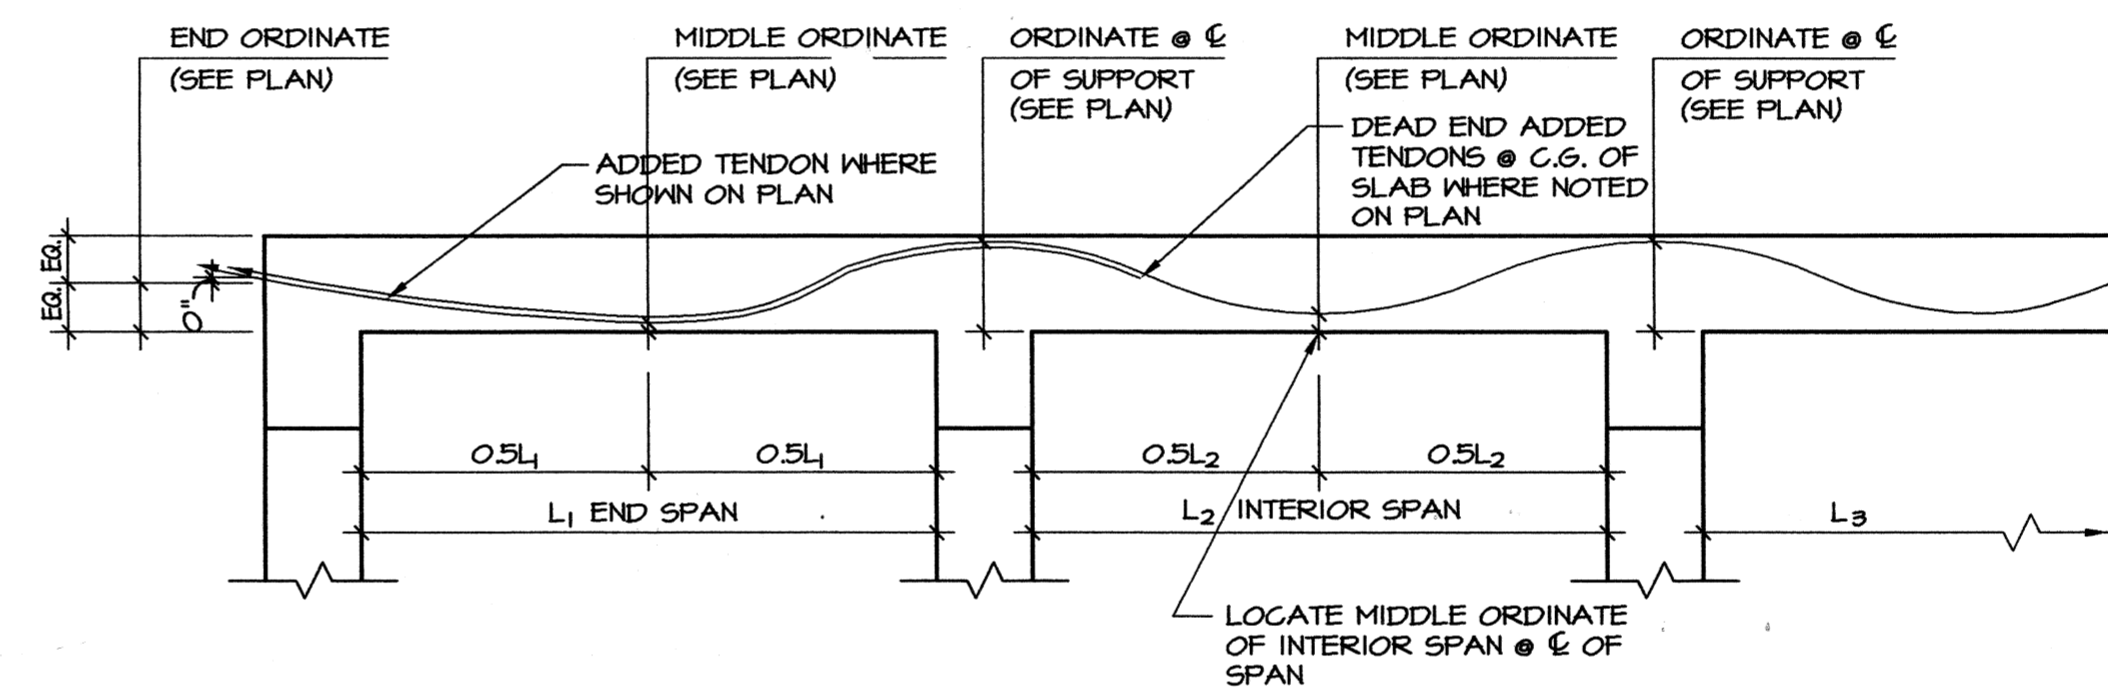 END ORDINATE
(SEE PLAN)
MIDDLE ORDINATE
(SEE PLAN)
ORDINATE @ ℄
OF SUPPORT
(SEE PLAN)
MIDDLE ORDINATE
(SEE PLAN)
ORDINATE @ ℄
OF SUPPORT
(SEE PLAN)
ADDED TENDON WHERE
SHOWN ON PLAN
DEAD END ADDED
TENDONS @ C.G. OF
SLAB WHERE NOTED
ON PLAN
EQ.
EQ.
0"
0.5L₁
0.5L₁
0.5L₂
0.5L₂
L₁ END SPAN
L₂ INTERIOR SPAN
L₃
LOCATE MIDDLE ORDINATE
OF INTERIOR SPAN @ ℄ OF
SPAN